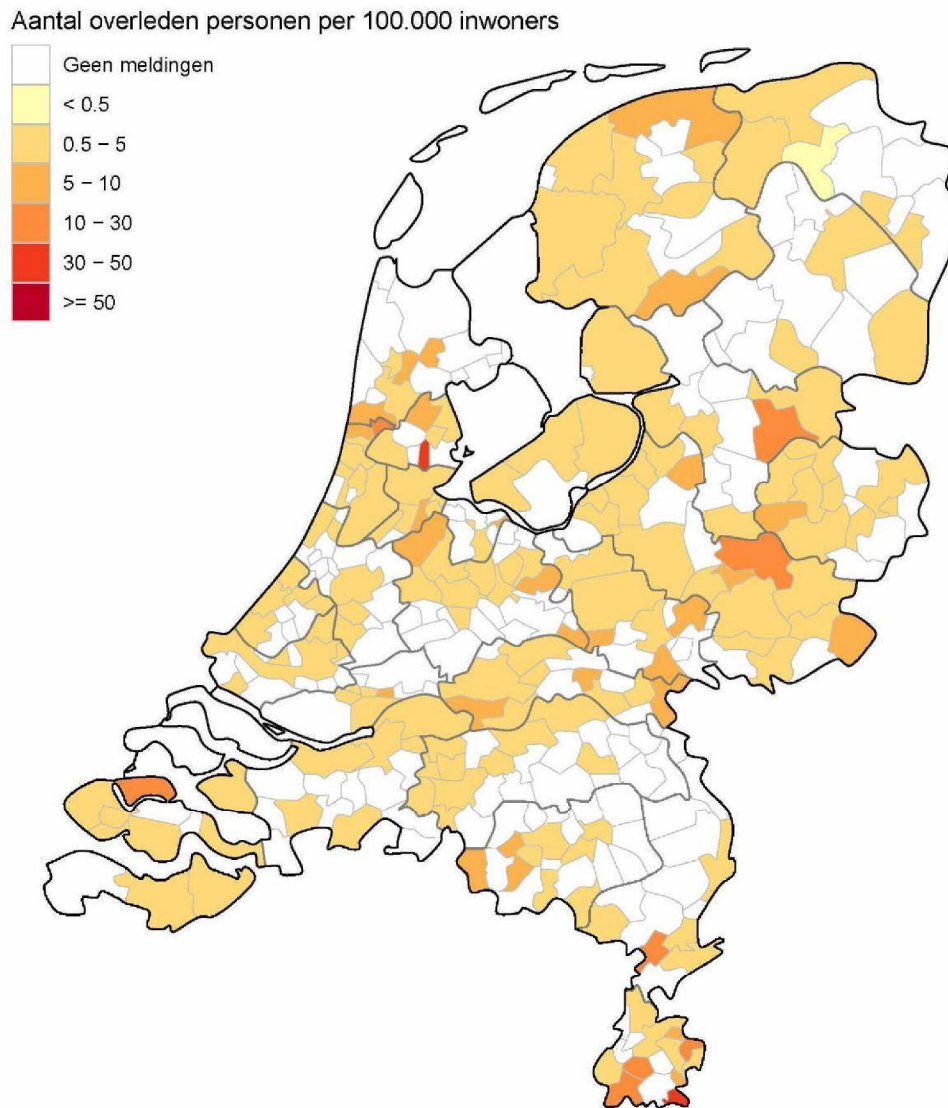 Aantal overleden personen per 100.000 inwoners
Geen meldingen
< 0.5
0.5 − 5
5 − 10
10 − 30
30 − 50
>= 50